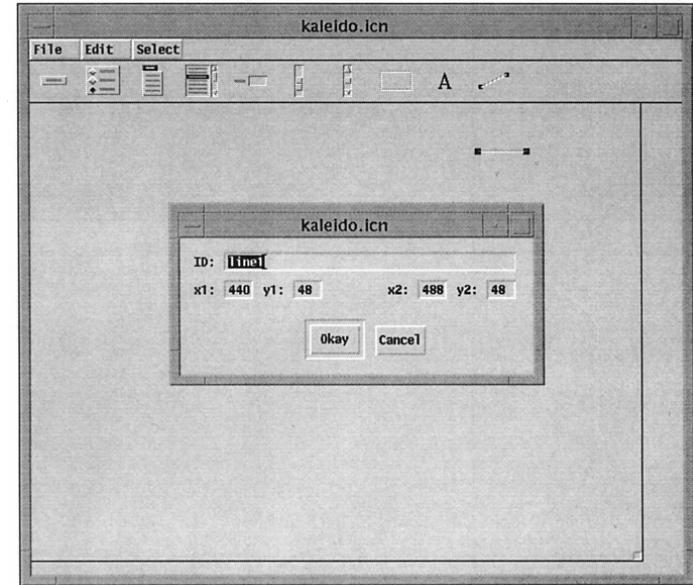 kaleido.icn
File Edit Select
A
kaleido.icn
ID: line1
x1: 440 y1: 48 x2: 488 y2: 48
Okay Cancel